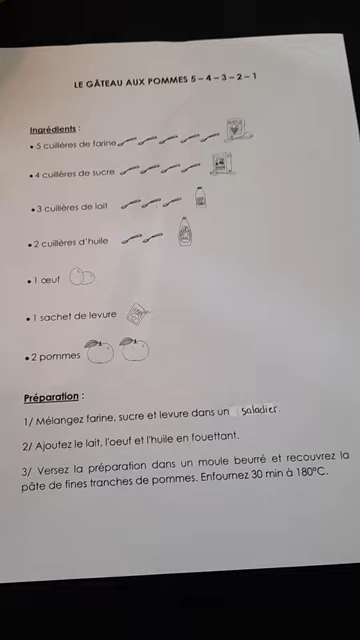 LE GÂTEAU AUX POMMES 5 – 4 – 3 – 2 – 1
Ingrédients :
• 5 cuillères de farine
• 4 cuillères de sucre
• 3 cuillères de lait
• 2 cuillères d'huile
• 1 œuf
• 1 sachet de levure
• 2 pommes
Préparation :
1/ Mélangez farine, sucre et levure dans un saladier.
2/ Ajoutez le lait, l'oeuf et l'huile en fouettant.
3/ Versez la préparation dans un moule beurré et recouvrez la
pâte de fines tranches de pommes. Enfournez 30 min à 180°C.